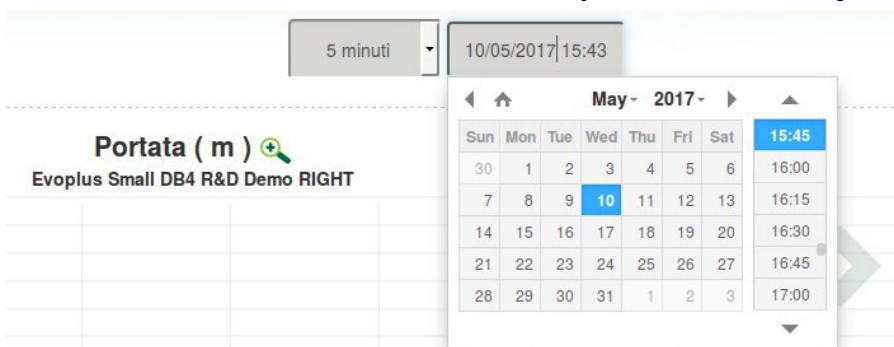 5 minuti
10/05/2017 15:43
May 2017
Sun Mon Tue Wed Thu Fri Sat
30 1 2 3 4 5 6
7 8 9 10 11 12 13
14 15 16 17 18 19 20
21 22 23 24 25 26 27
28 29 30 31 1 2 3
15:45
16:00
16:15
16:30
16:45
17:00
Portata ( m )
Evoplus Small DB4 R&D Demo RIGHT